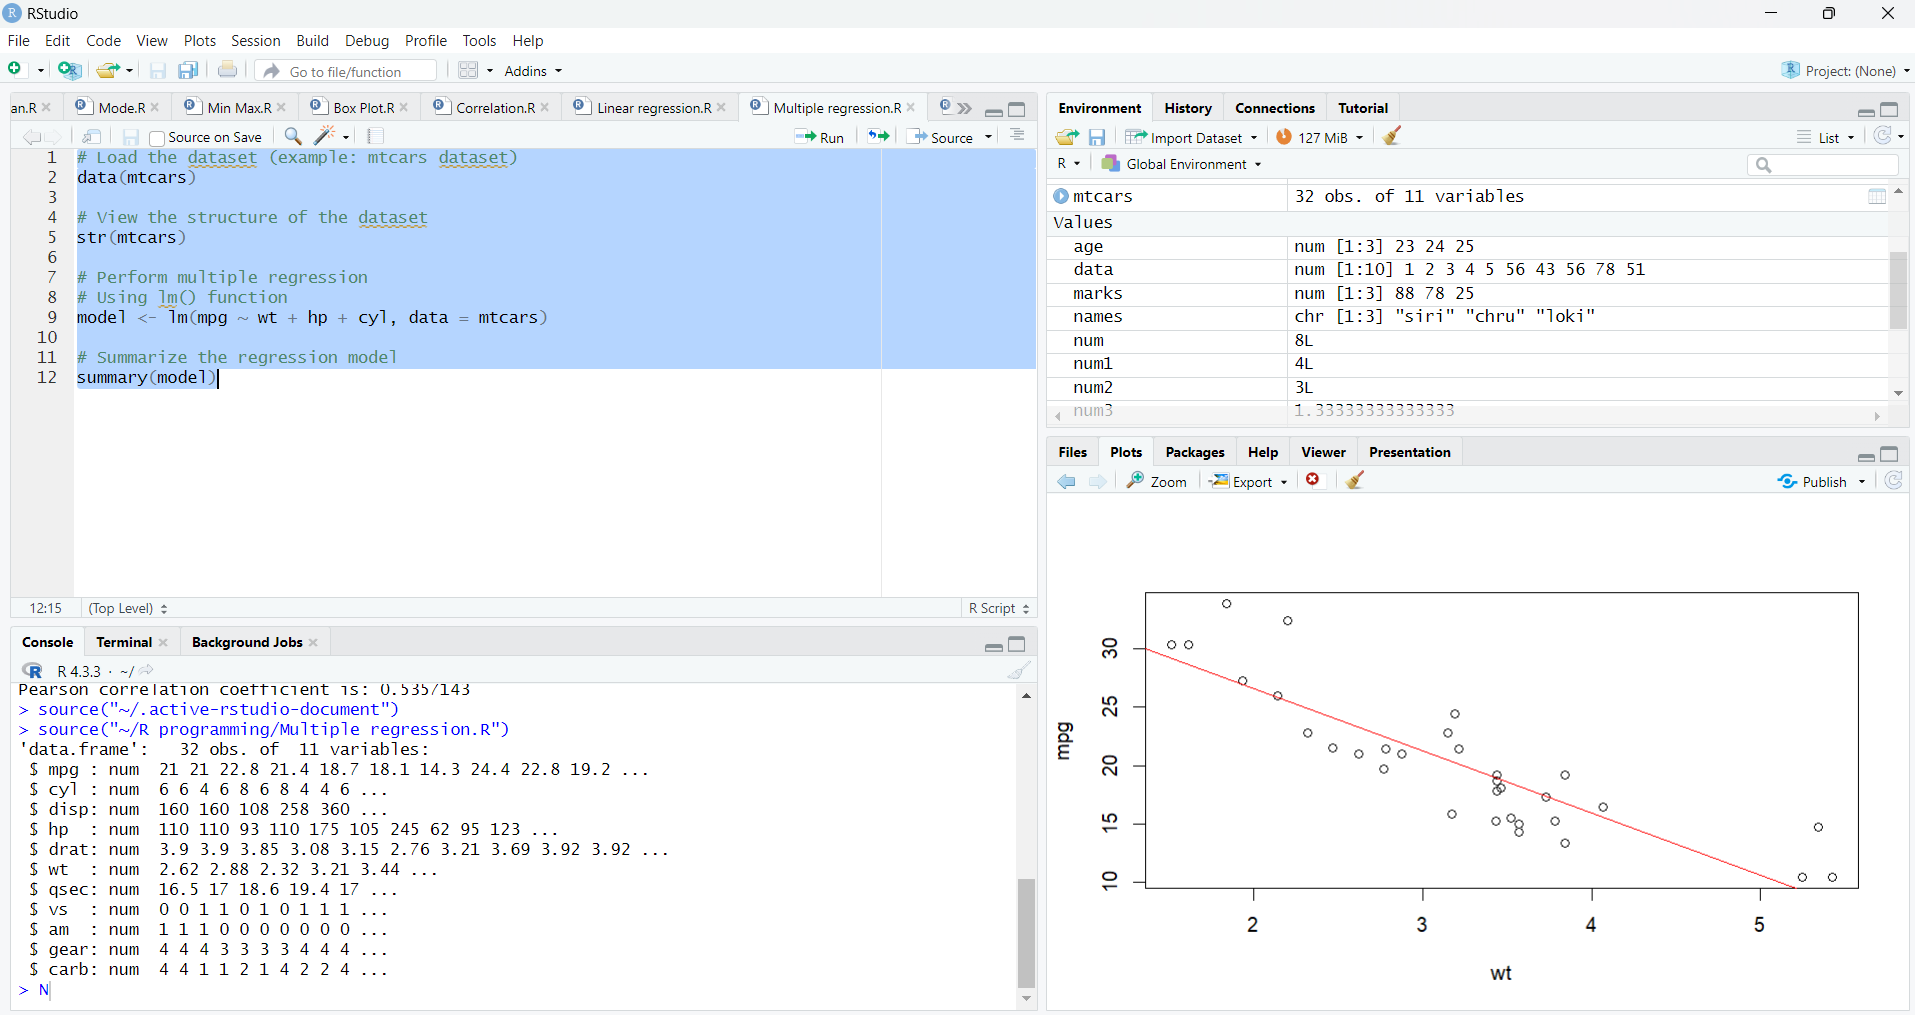 RStudio
File Edit Code View Plots Session Build Debug Profile Tools Help
Go to file/function Addins Project: (None)
an.R Mode.R Min Max.R Box Plot.R Correlation.R Linear regression.R Multiple regression.R
Source on Save Run Source
1 # Load the dataset (example: mtcars dataset)
2 data(mtcars)
3
4 # View the structure of the dataset
5 str(mtcars)
6
7 # Perform multiple regression
8 # Using lm() function
9 model <- lm(mpg ~ wt + hp + cyl, data = mtcars)
10
11 # Summarize the regression model
12 summary(model)
12:15 (Top Level) R Script
Console Terminal Background Jobs
R 4.3.3 · ~/
Pearson correlation coefficient is: 0.5357143
> source("~/.active-rstudio-document")
> source("~/R programming/Multiple regression.R")
'data.frame': 32 obs. of 11 variables:
$ mpg : num 21 21 22.8 21.4 18.7 18.1 14.3 24.4 22.8 19.2 ...
$ cyl : num 6 6 4 6 8 6 8 4 4 6 ...
$ disp: num 160 160 108 258 360 ...
$ hp : num 110 110 93 110 175 105 245 62 95 123 ...
$ drat: num 3.9 3.9 3.85 3.08 3.15 2.76 3.21 3.69 3.92 3.92 ...
$ wt : num 2.62 2.88 2.32 3.21 3.44 ...
$ qsec: num 16.5 17 18.6 19.4 17 ...
$ vs : num 0 0 1 1 0 1 0 1 1 1 ...
$ am : num 1 1 1 0 0 0 0 0 0 0 ...
$ gear: num 4 4 4 3 3 3 3 4 4 4 ...
$ carb: num 4 4 1 1 2 1 4 2 2 4 ...
> N
Environment History Connections Tutorial
Import Dataset 127 MiB List
R Global Environment
mtcars 32 obs. of 11 variables
Values
age num [1:3] 23 24 25
data num [1:10] 1 2 3 4 5 56 43 56 78 51
marks num [1:3] 88 78 25
names chr [1:3] "siri" "chru" "loki"
num 8L
num1 4L
num2 3L
num3 1.33333333333333
Files Plots Packages Help Viewer Presentation
Zoom Export Publish
mpg
30
25
20
15
10
2 3 4 5
wt